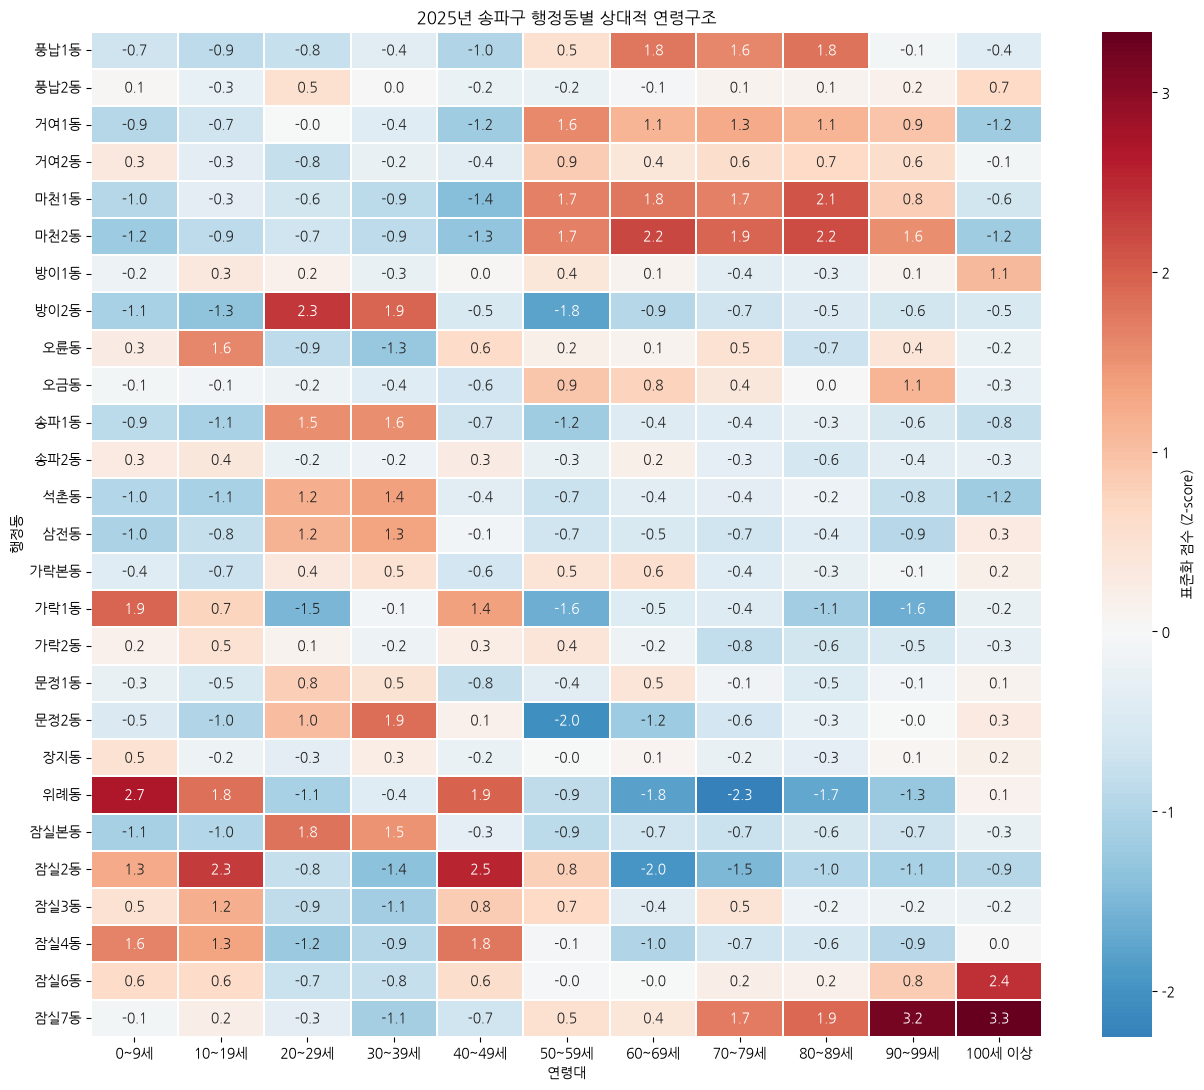 2025년 송파구 행정동별 상대적 연령구조
풍납1동 -0.7 -0.9 -0.8 -0.4 -1.0 0.5 1.8 1.6 1.8 -0.1 -0.4
풍납2동 0.1 -0.3 0.5 0.0 -0.2 -0.2 -0.1 0.1 0.1 0.2 0.7
거여1동 -0.9 -0.7 -0.0 -0.4 -1.2 1.6 1.1 1.3 1.1 0.9 -1.2
거여2동 0.3 -0.3 -0.8 -0.2 -0.4 0.9 0.4 0.6 0.7 0.6 -0.1
마천1동 -1.0 -0.3 -0.6 -0.9 -1.4 1.7 1.8 1.7 2.1 0.8 -0.6
마천2동 -1.2 -0.9 -0.7 -0.9 -1.3 1.7 2.2 1.9 2.2 1.6 -1.2
방이1동 -0.2 0.3 0.2 -0.3 0.0 0.4 0.1 -0.4 -0.3 0.1 1.1
방이2동 -1.1 -1.3 2.3 1.9 -0.5 -1.8 -0.9 -0.7 -0.5 -0.6 -0.5
오륜동 0.3 1.6 -0.9 -1.3 0.6 0.2 0.1 0.5 -0.7 0.4 -0.2
오금동 -0.1 -0.1 -0.2 -0.4 -0.6 0.9 0.8 0.4 0.0 1.1 -0.3
송파1동 -0.9 -1.1 1.5 1.6 -0.7 -1.2 -0.4 -0.4 -0.3 -0.6 -0.8
송파2동 0.3 0.4 -0.2 -0.2 0.3 -0.3 0.2 -0.3 -0.6 -0.4 -0.3
석촌동 -1.0 -1.1 1.2 1.4 -0.4 -0.7 -0.4 -0.4 -0.2 -0.8 -1.2
삼전동 -1.0 -0.8 1.2 1.3 -0.1 -0.7 -0.5 -0.7 -0.4 -0.9 0.3
가락본동 -0.4 -0.7 0.4 0.5 -0.6 0.5 0.6 -0.4 -0.3 -0.1 0.2
가락1동 1.9 0.7 -1.5 -0.1 1.4 -1.6 -0.5 -0.4 -1.1 -1.6 -0.2
가락2동 0.2 0.5 0.1 -0.2 0.3 0.4 -0.2 -0.8 -0.6 -0.5 -0.3
문정1동 -0.3 -0.5 0.8 0.5 -0.8 -0.4 0.5 -0.1 -0.5 -0.1 0.1
문정2동 -0.5 -1.0 1.0 1.9 0.1 -2.0 -1.2 -0.6 -0.3 -0.0 0.3
장지동 0.5 -0.2 -0.3 0.3 -0.2 -0.0 0.1 -0.2 -0.3 0.1 0.2
위례동 2.7 1.8 -1.1 -0.4 1.9 -0.9 -1.8 -2.3 -1.7 -1.3 0.1
잠실본동 -1.1 -1.0 1.8 1.5 -0.3 -0.9 -0.7 -0.7 -0.6 -0.7 -0.3
잠실2동 1.3 2.3 -0.8 -1.4 2.5 0.8 -2.0 -1.5 -1.0 -1.1 -0.9
잠실3동 0.5 1.2 -0.9 -1.1 0.8 0.7 -0.4 0.5 -0.2 -0.2 -0.2
잠실4동 1.6 1.3 -1.2 -0.9 1.8 -0.1 -1.0 -0.7 -0.6 -0.9 0.0
잠실6동 0.6 0.6 -0.7 -0.8 0.6 -0.0 -0.0 0.2 0.2 0.8 2.4
잠실7동 -0.1 0.2 -0.3 -1.1 -0.7 0.5 0.4 1.7 1.9 3.2 3.3
0~9세 10~19세 20~29세 30~39세 40~49세 50~59세 60~69세 70~79세 80~89세 90~99세 100세 이상
연령대
행정동
3
2
1
0
-1
-2
표준화 점수 (Z-score)